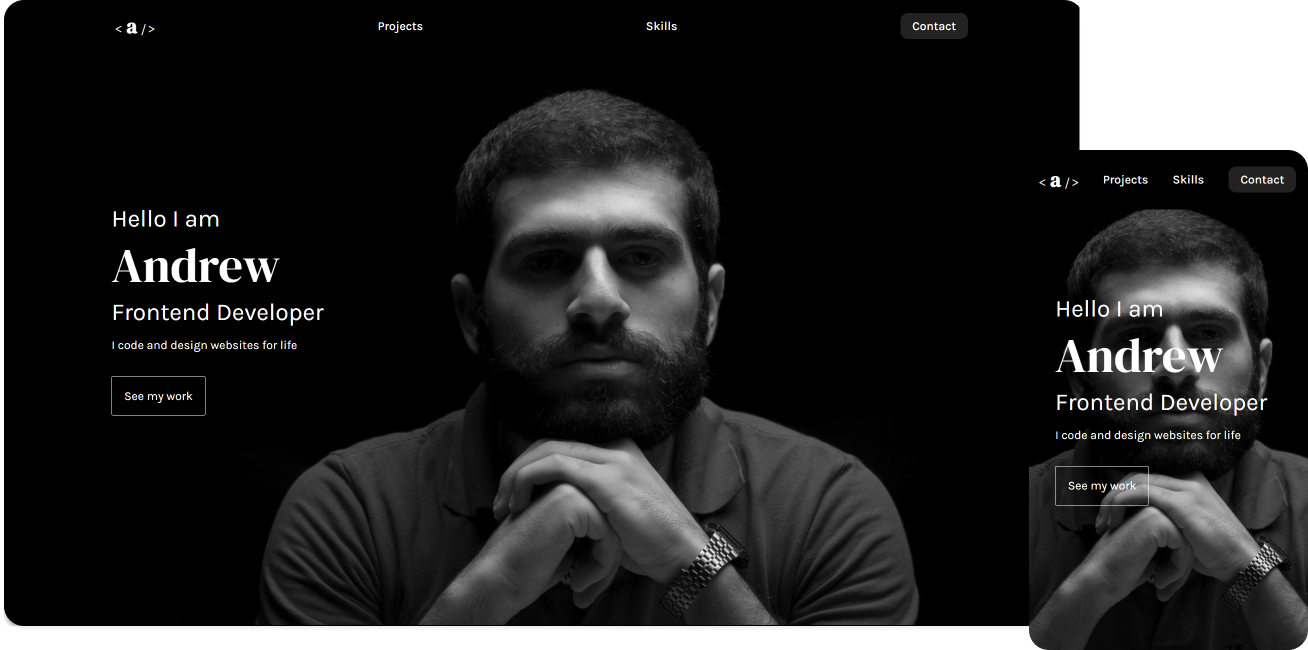 < a />
Projects
Skills
Contact
Hello I am
Andrew
Frontend Developer
I code and design websites for life
See my work
< a />
Projects
Skills
Contact
Hello I am
Andrew
Frontend Developer
I code and design websites for life
See my work